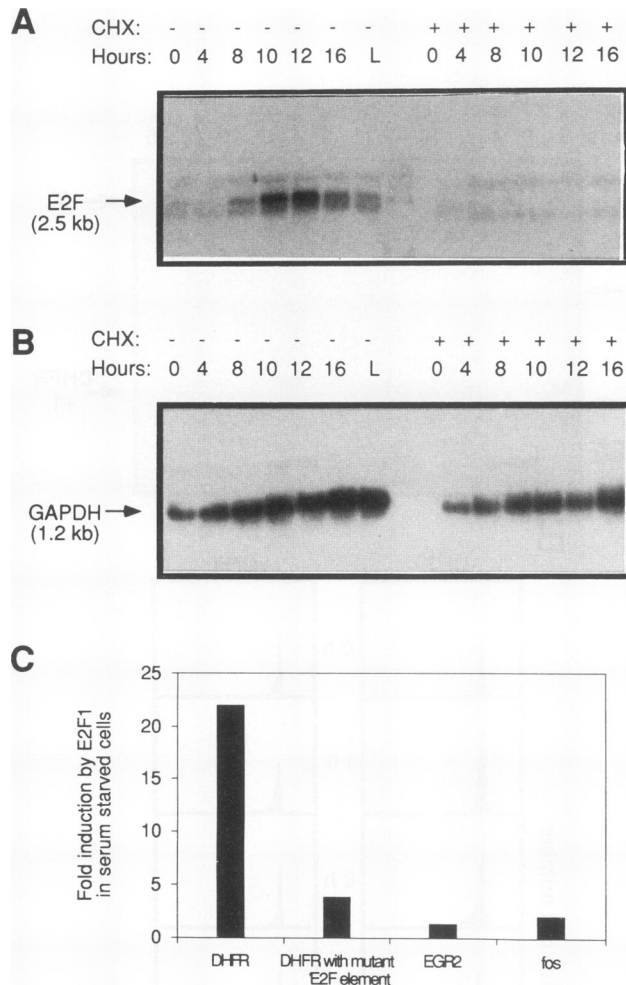 A
CHX: - - - - - - - + + + + + +
Hours: 0 4 8 10 12 16 L 0 4 8 10 12 16
E2F
(2.5 kb)
B
CHX: - - - - - - - + + + + + +
Hours: 0 4 8 10 12 16 L 0 4 8 10 12 16
GAPDH
(1.2 kb)
C
25
20
15
10
5
0
Fold induction by E2F1
in serum starved cells
DHFR
DHFR with mutant
E2F element
EGR2
fos